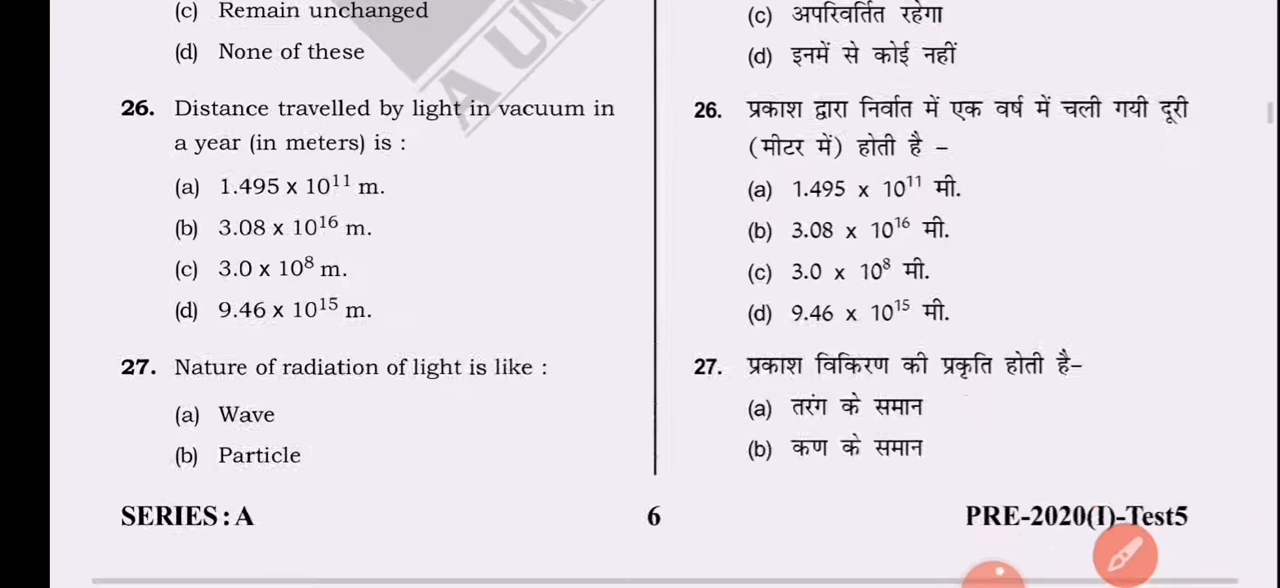 (c) Remain unchanged
(d) None of these
26. Distance travelled by light in vacuum in
a year (in meters) is :
(a) 1.495 x 10¹¹ m.
(b) 3.08 x 10¹⁶ m.
(c) 3.0 x 10⁸ m.
(d) 9.46 x 10¹⁵ m.
27. Nature of radiation of light is like :
(a) Wave
(b) Particle
(c) अपरिवर्तित रहेगा
(d) इनमें से कोई नहीं
26. प्रकाश द्वारा निर्वात में एक वर्ष में चली गयी दूरी
(मीटर में) होती है –
(a) 1.495 x 10¹¹ मी.
(b) 3.08 x 10¹⁶ मी.
(c) 3.0 x 10⁸ मी.
(d) 9.46 x 10¹⁵ मी.
27. प्रकाश विकिरण की प्रकृति होती है–
(a) तरंग के समान
(b) कण के समान
SERIES : A
6
PRE-2020(I)-Test5
A UN